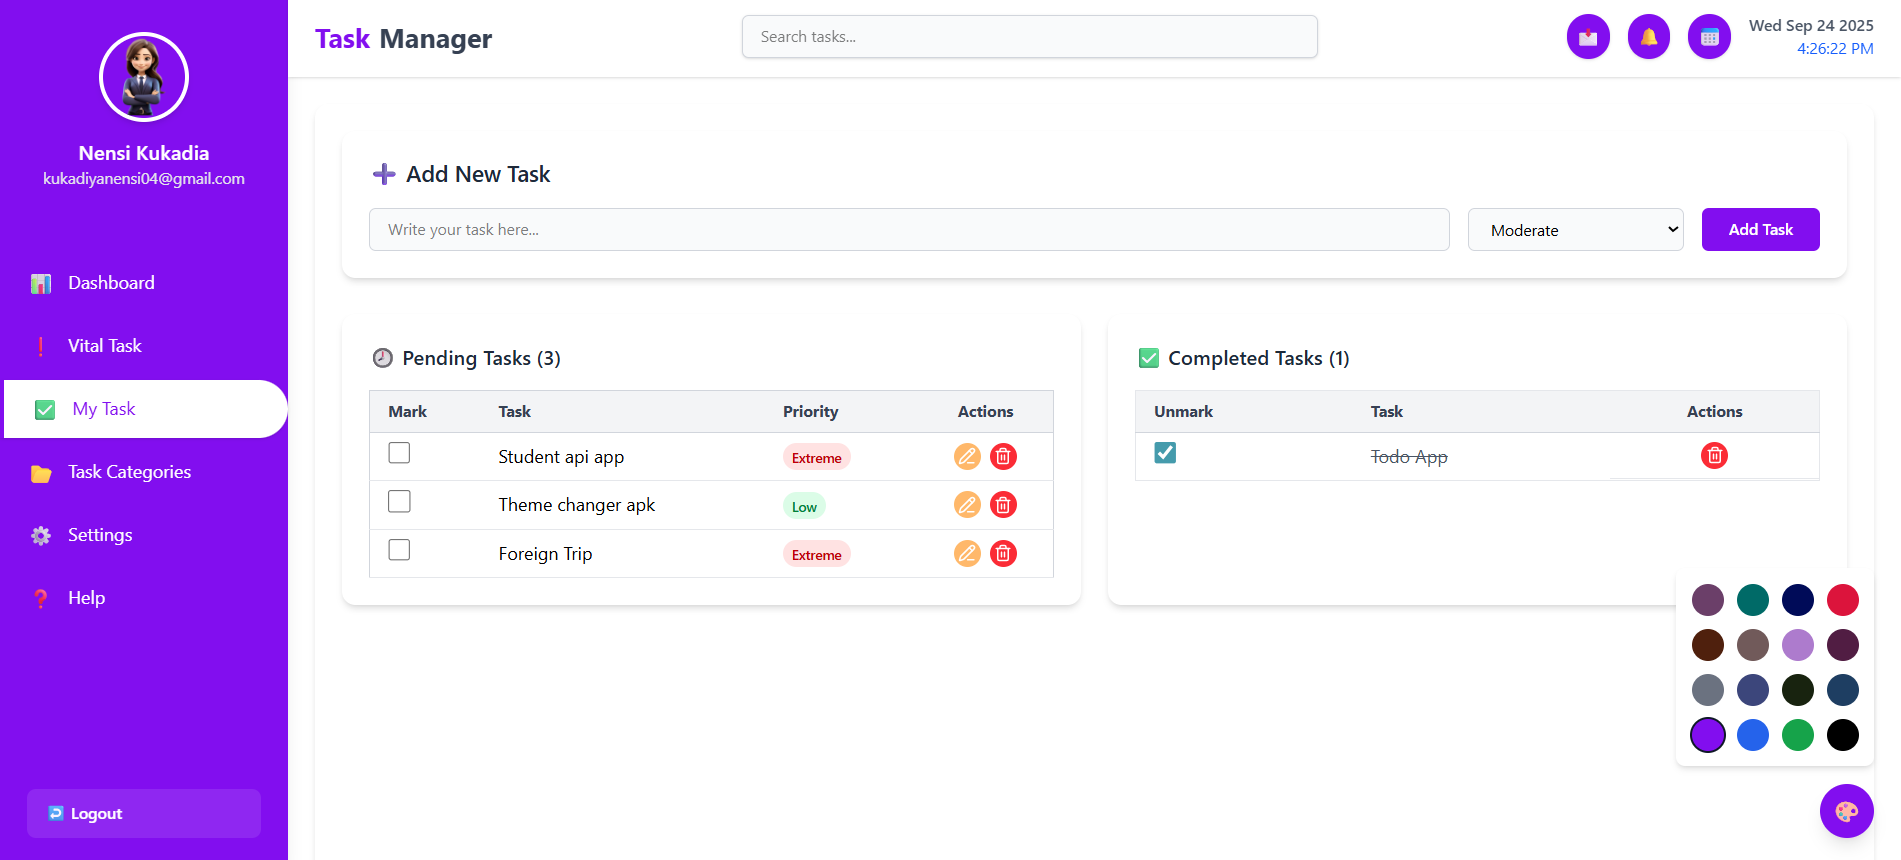 Nensi Kukadia
kukadiyanensi04@gmail.com
Dashboard
Vital Task
My Task
Task Categories
Settings
Help
Logout
Task Manager
Search tasks...
Wed Sep 24 2025
4:26:22 PM
Add New Task
Write your task here...
Moderate
Add Task
Pending Tasks (3)
Mark Task Priority Actions
Student api app Extreme
Theme changer apk Low
Foreign Trip Extreme
Completed Tasks (1)
Unmark Task Actions
Todo App